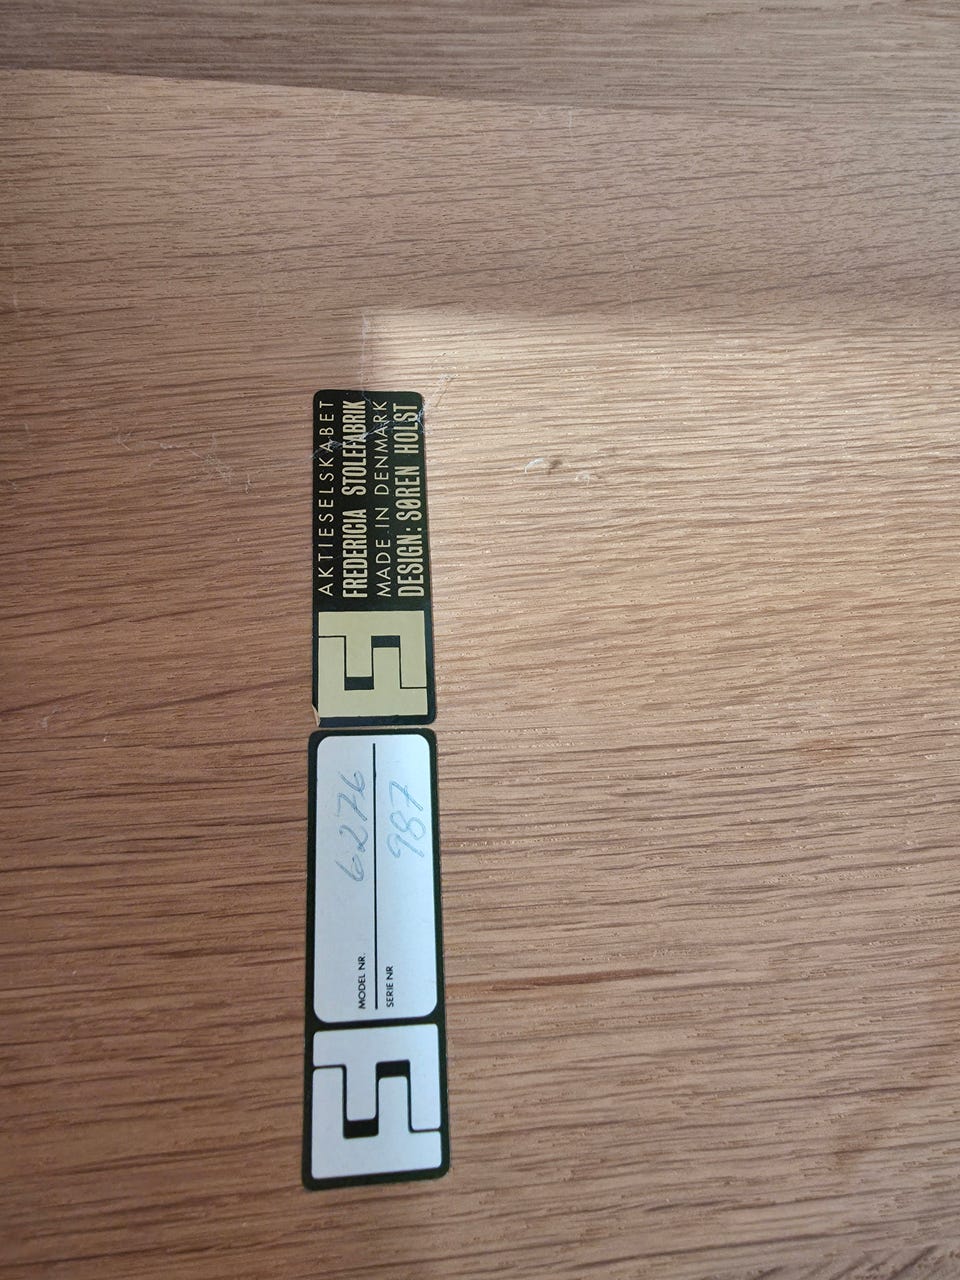 AKTIESELSKABET
FREDERICIA STOLEFABRIK
MADE IN DENMARK
DESIGN: SØREN HOLST
MODEL NR. 6276
SERIE NR 987